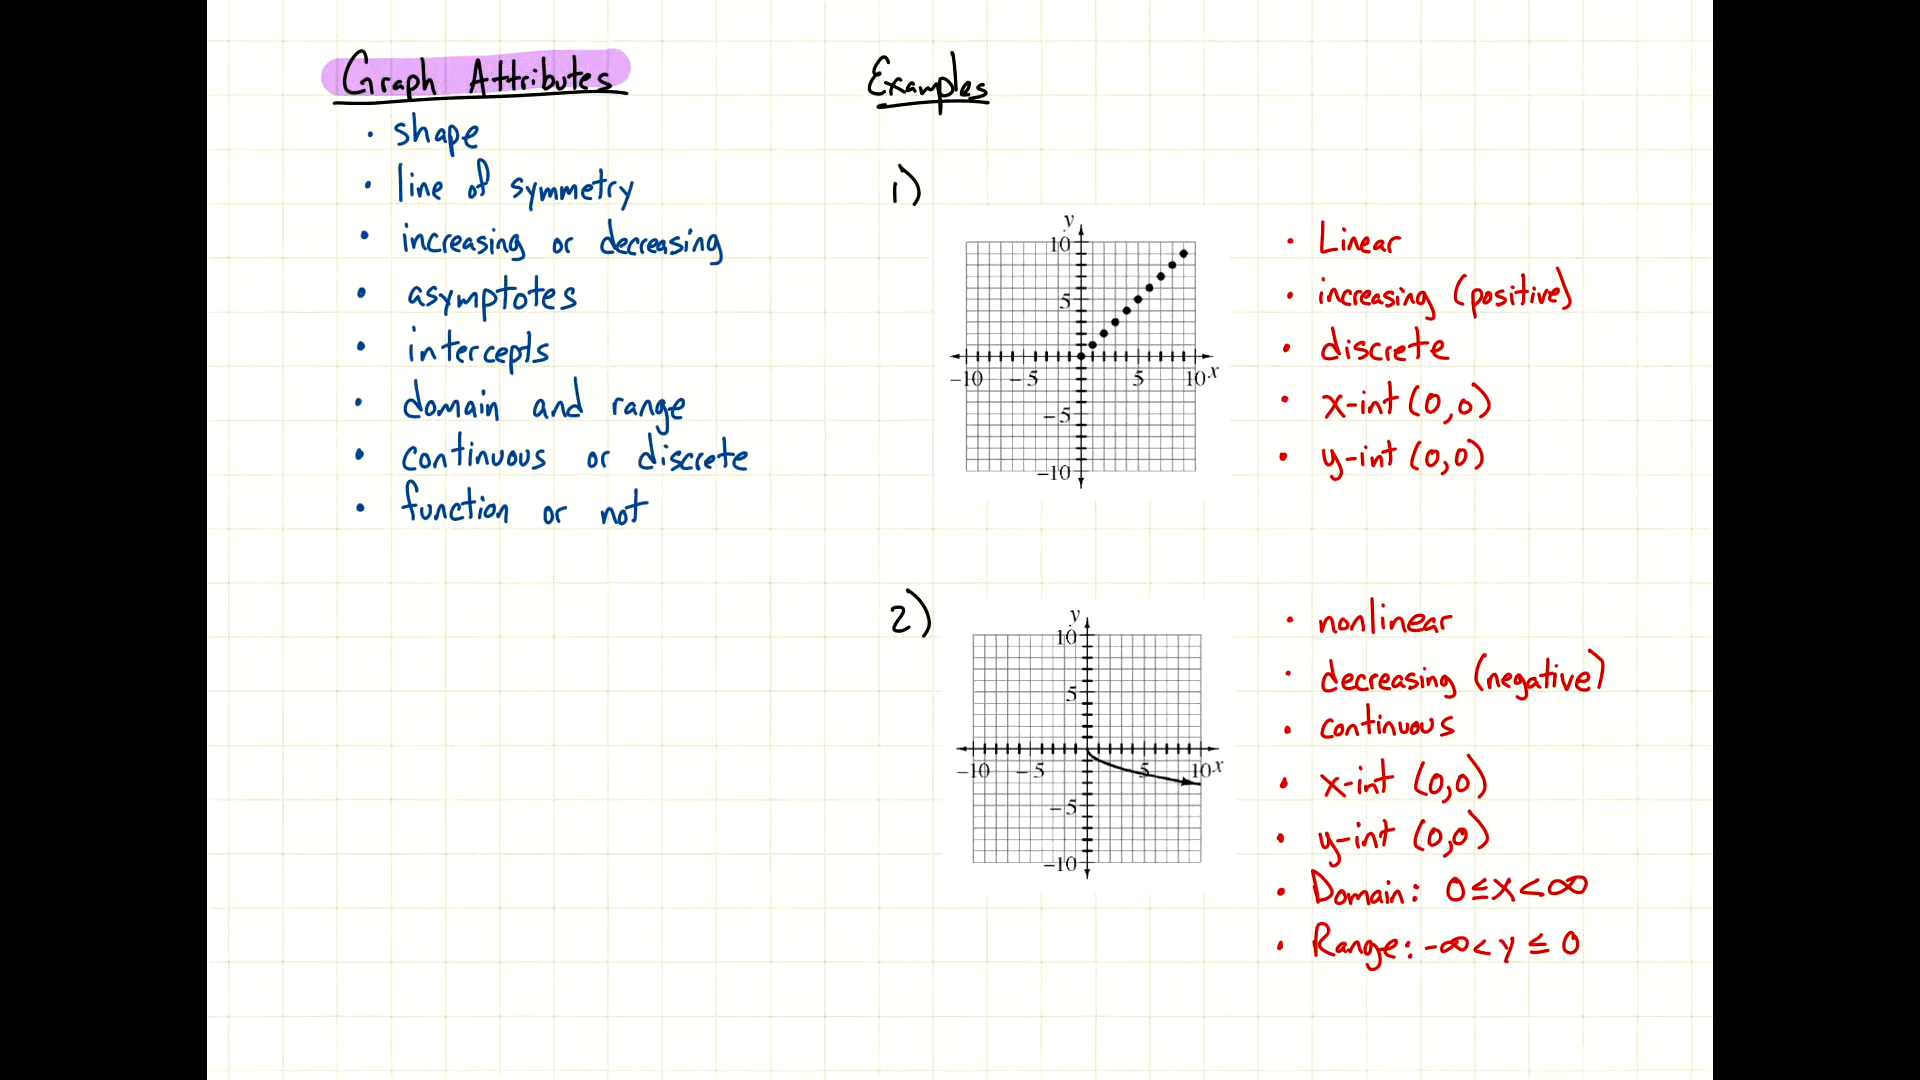 Graph Attributes
• shape
• line of symmetry
• increasing or decreasing
• asymptotes
• intercepts
• domain and range
• continuous or discrete
• function or not
Examples
1)
y
10
5
-10 -5 5 10 x
-5
-10
• Linear
• increasing (positive)
• discrete
• x-int (0,0)
• y-int (0,0)
2)
y
10
5
-10 -5 5 10 x
-5
-10
• nonlinear
• decreasing (negative)
• continuous
• x-int (0,0)
• y-int (0,0)
• Domain: 0≤x<∞
• Range: -∞<y≤0